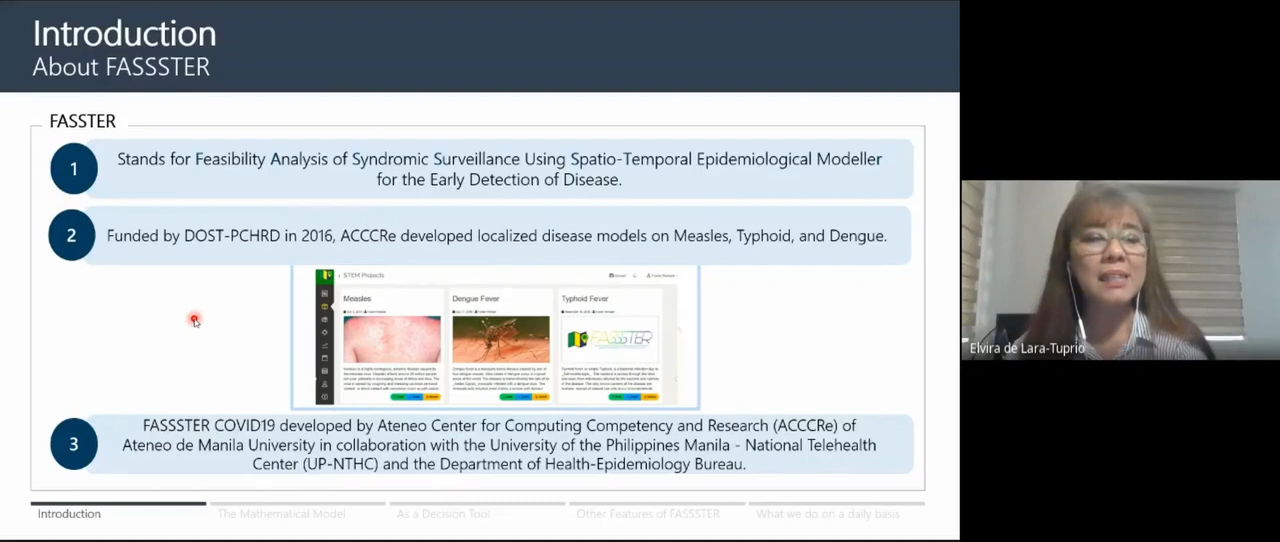 Introduction
About FASSSTER
FASSTER
1
Stands for Feasibility Analysis of Syndromic Surveillance Using Spatio-Temporal Epidemiological Modeller
for the Early Detection of Disease.
2
Funded by DOST-PCHRD in 2016, ACCCRe developed localized disease models on Measles, Typhoid, and Dengue.
STEM Projects
Measles
Dengue Fever
Typhoid Fever
FASSSTER
3
FASSSTER COVID19 developed by Ateneo Center for Computing Competency and Research (ACCCRe) of
Ateneo de Manila University in collaboration with the University of the Philippines Manila - National Telehealth
Center (UP-NTHC) and the Department of Health-Epidemiology Bureau.
Introduction
The Mathematical Model
As a Decision Tool
Other Features of FASSSTER
What we do on a daily basis
Elvira de Lara-Tuprio